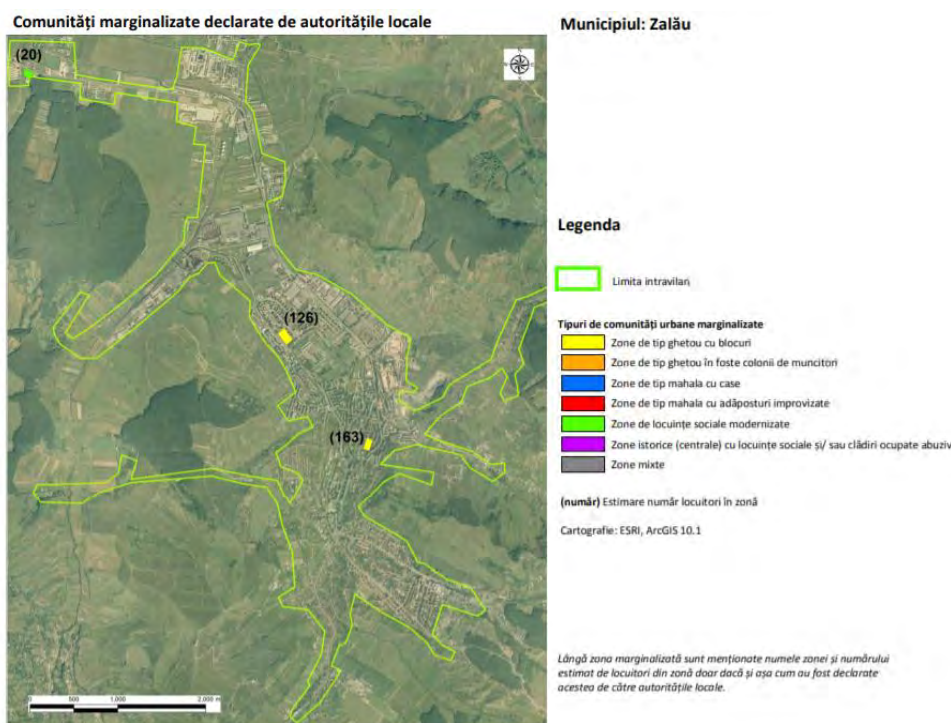 Comunități marginalizate declarate de autoritățile locale
Municipiul: Zalău
(20)
(126)
(163)
0 500 1,000 2,000 m
Legenda
Limita intravilan
Tipuri de comunități urbane marginalizate
Zone de tip ghetou cu blocuri
Zone de tip ghetou în foste colonii de muncitori
Zone de tip mahala cu case
Zone de tip mahala cu adăposturi improvizate
Zone de locuințe sociale modernizate
Zone istorice (centrale) cu locuințe sociale și/ sau clădiri ocupate abuziv
Zone mixte
(număr) Estimare număr locuitori în zonă
Cartografie: ESRI, ArcGIS 10.1
Lângă zona marginalizată sunt menționate numele zonei și numărului
estimat de locuitori din zonă doar dacă și așa cum au fost declarate
acestea de către autoritățile locale.